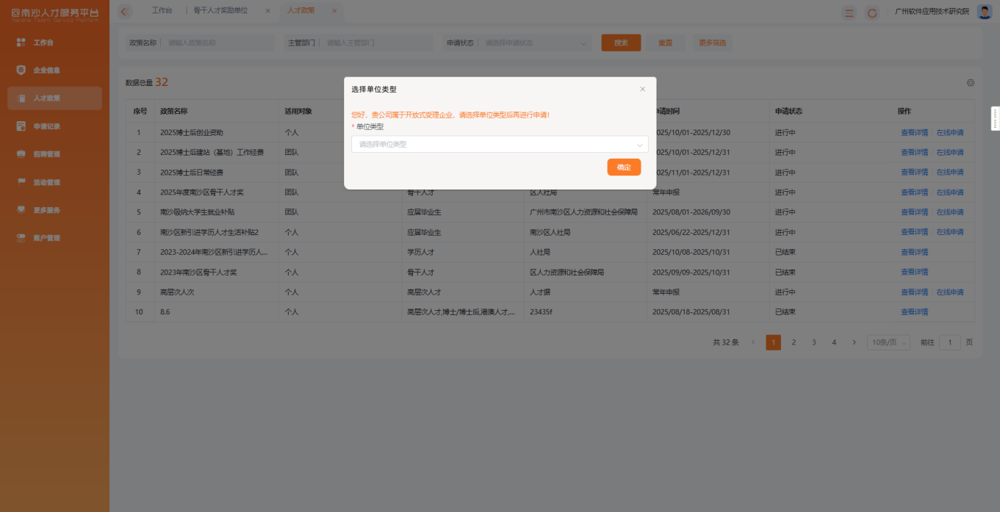 南沙人才服务平台
工作台
骨干人才奖励单位
人才政策
广州软件应用技术研究院
工作台
企业信息
人才政策
申请记录
招聘管理
活动管理
更多服务
账户管理
政策名称 请输入政策名称 主管部门 请输入主管部门 申请状态 请选择申请状态 搜索 重置 更多筛选
数据总量 32
选择单位类型
您好，贵公司属于开放式受理企业，请选择单位类型后再进行申请！
* 单位类型
请选择单位类型
确定
序号 政策名称 适用对象 申请时间 申请状态 操作
1 2025博士后创业资助 个人 2025/10/01-2025/12/30 进行中 查看详情 在线申请
2 2025博士后建站（基地）工作经费 团队 2025/10/01-2025/12/31 进行中 查看详情 在线申请
3 2025博士后日常经费 团队 2025/11/01-2025/12/31 进行中 查看详情 在线申请
4 2025年度南沙区骨干人才奖 团队 骨干人才 区人社局 常年申报 进行中 查看详情 在线申请
5 南沙吸纳大学生就业补贴 团队 应届毕业生 广州市南沙区人力资源和社会保障局 2025/08/01-2026/09/30 进行中 查看详情 在线申请
6 南沙区新引进学历人才生活补贴2 个人 应届毕业生 南沙区人社局 2025/06/22-2025/12/31 进行中 查看详情 在线申请
7 2023-2024年南沙区新引进学历人... 个人 学历人才 人社局 2025/10/08-2025/10/31 已结束 查看详情
8 2023年南沙区骨干人才奖 个人 骨干人才 区人力资源和社会保障局 2025/09/09-2025/10/31 已结束 查看详情
9 高层次人次 个人 高层次人才 人才据 常年申报 进行中 查看详情 在线申请
10 8.6 个人 高层次人才,博士/博士后,港澳人才,... 23435f 2025/08/18-2025/08/31 已结束 查看详情
共 32 条 1 2 3 4 10条/页 前往 1 页